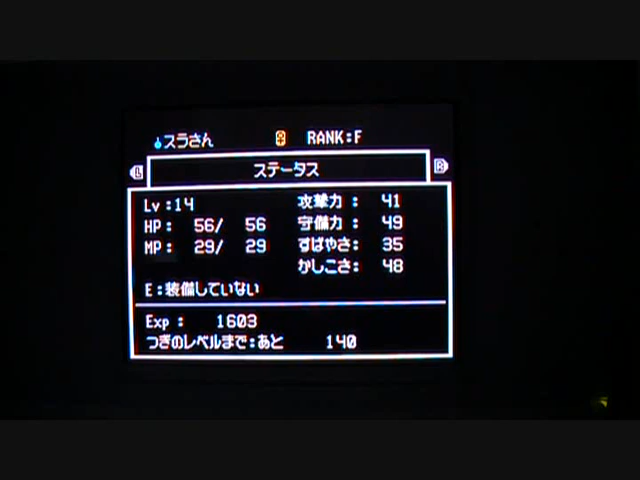 スラさん RANK:F
L ステータス R
Lv:14
HP: 56/ 56
MP: 29/ 29
攻撃力: 41
守備力: 49
すばやさ: 35
かしこさ: 48
E:装備していない
Exp: 1603
つぎのレベルまで:あと 140